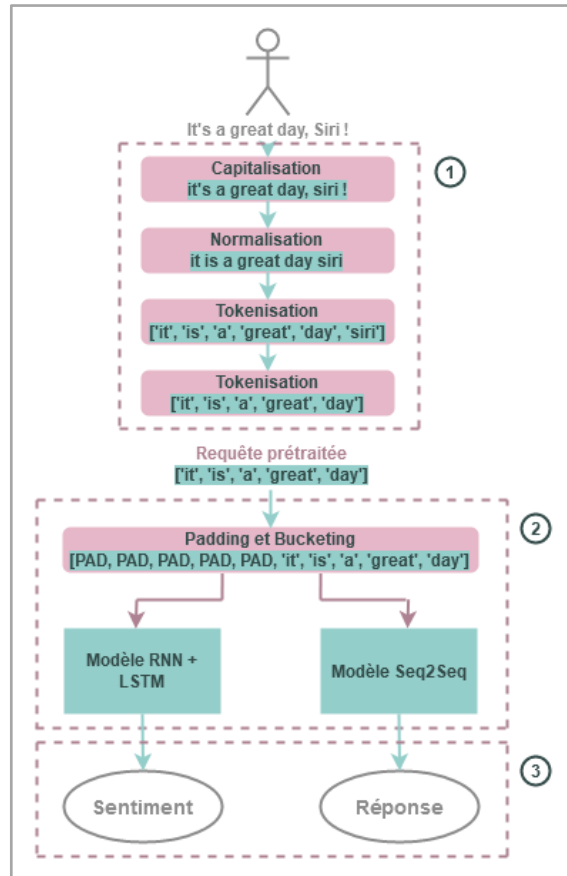 It's a great day, Siri !
1
Capitalisation
it's a great day, siri !
Normalisation
it is a great day siri
Tokenisation
['it', 'is', 'a', 'great', 'day', 'siri']
Tokenisation
['it', 'is', 'a', 'great', 'day']
Requête prétraitée
['it', 'is', 'a', 'great', 'day']
2
Padding et Bucketing
[PAD, PAD, PAD, PAD, PAD, 'it', 'is', 'a', 'great', 'day']
Modèle RNN +
LSTM
Modèle Seq2Seq
3
Sentiment
Réponse